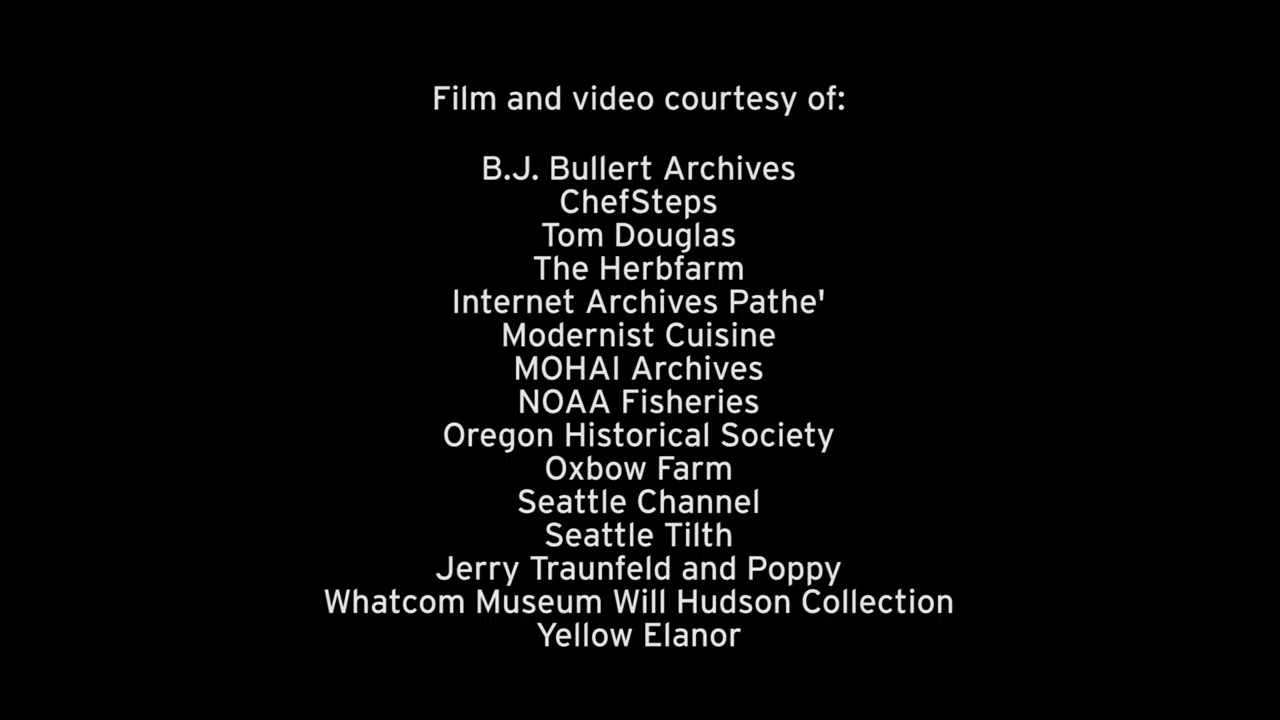 Film and video courtesy of:
B.J. Bullert Archives
ChefSteps
Tom Douglas
The Herbfarm
Internet Archives Pathe'
Modernist Cuisine
MOHAI Archives
NOAA Fisheries
Oregon Historical Society
Oxbow Farm
Seattle Channel
Seattle Tilth
Jerry Traunfeld and Poppy
Whatcom Museum Will Hudson Collection
Yellow Elanor